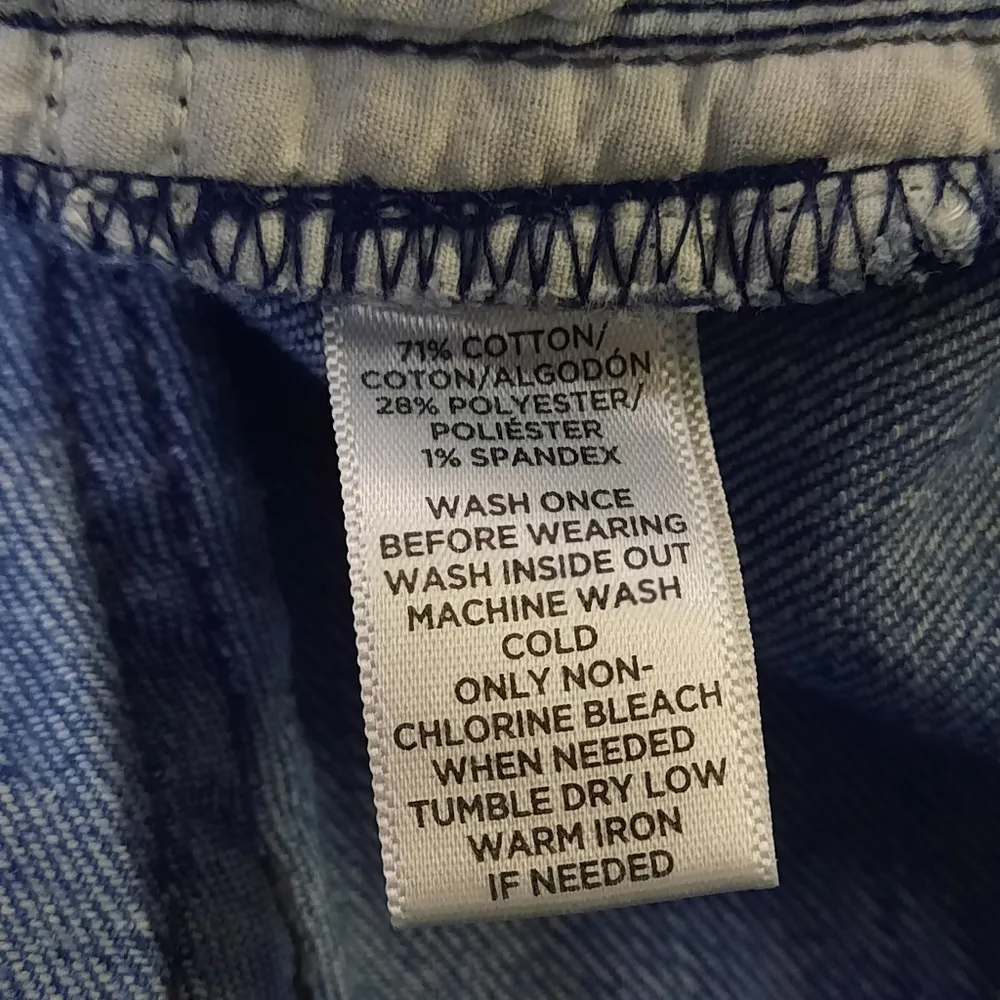 71% COTTON/
COTON/ALGODÓN
28% POLYESTER/
POLIÉSTER
1% SPANDEX
WASH ONCE
BEFORE WEARING
WASH INSIDE OUT
MACHINE WASH
COLD
ONLY NON-
CHLORINE BLEACH
WHEN NEEDED
TUMBLE DRY LOW
WARM IRON
IF NEEDED